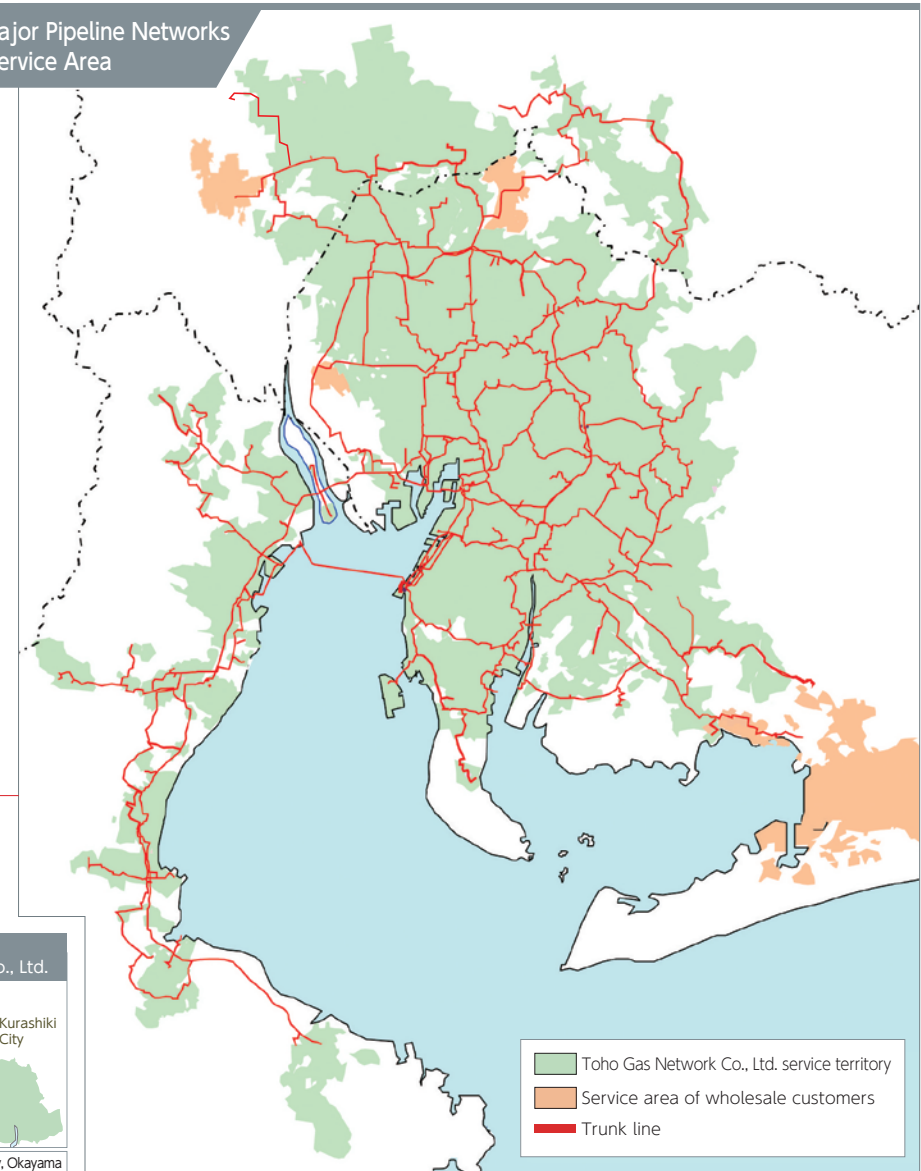 ajor Pipeline Networks
ervice Area
o., Ltd.
Kurashiki
City
, Okayama
Toho Gas Network Co., Ltd. service territory
Service area of wholesale customers
Trunk line